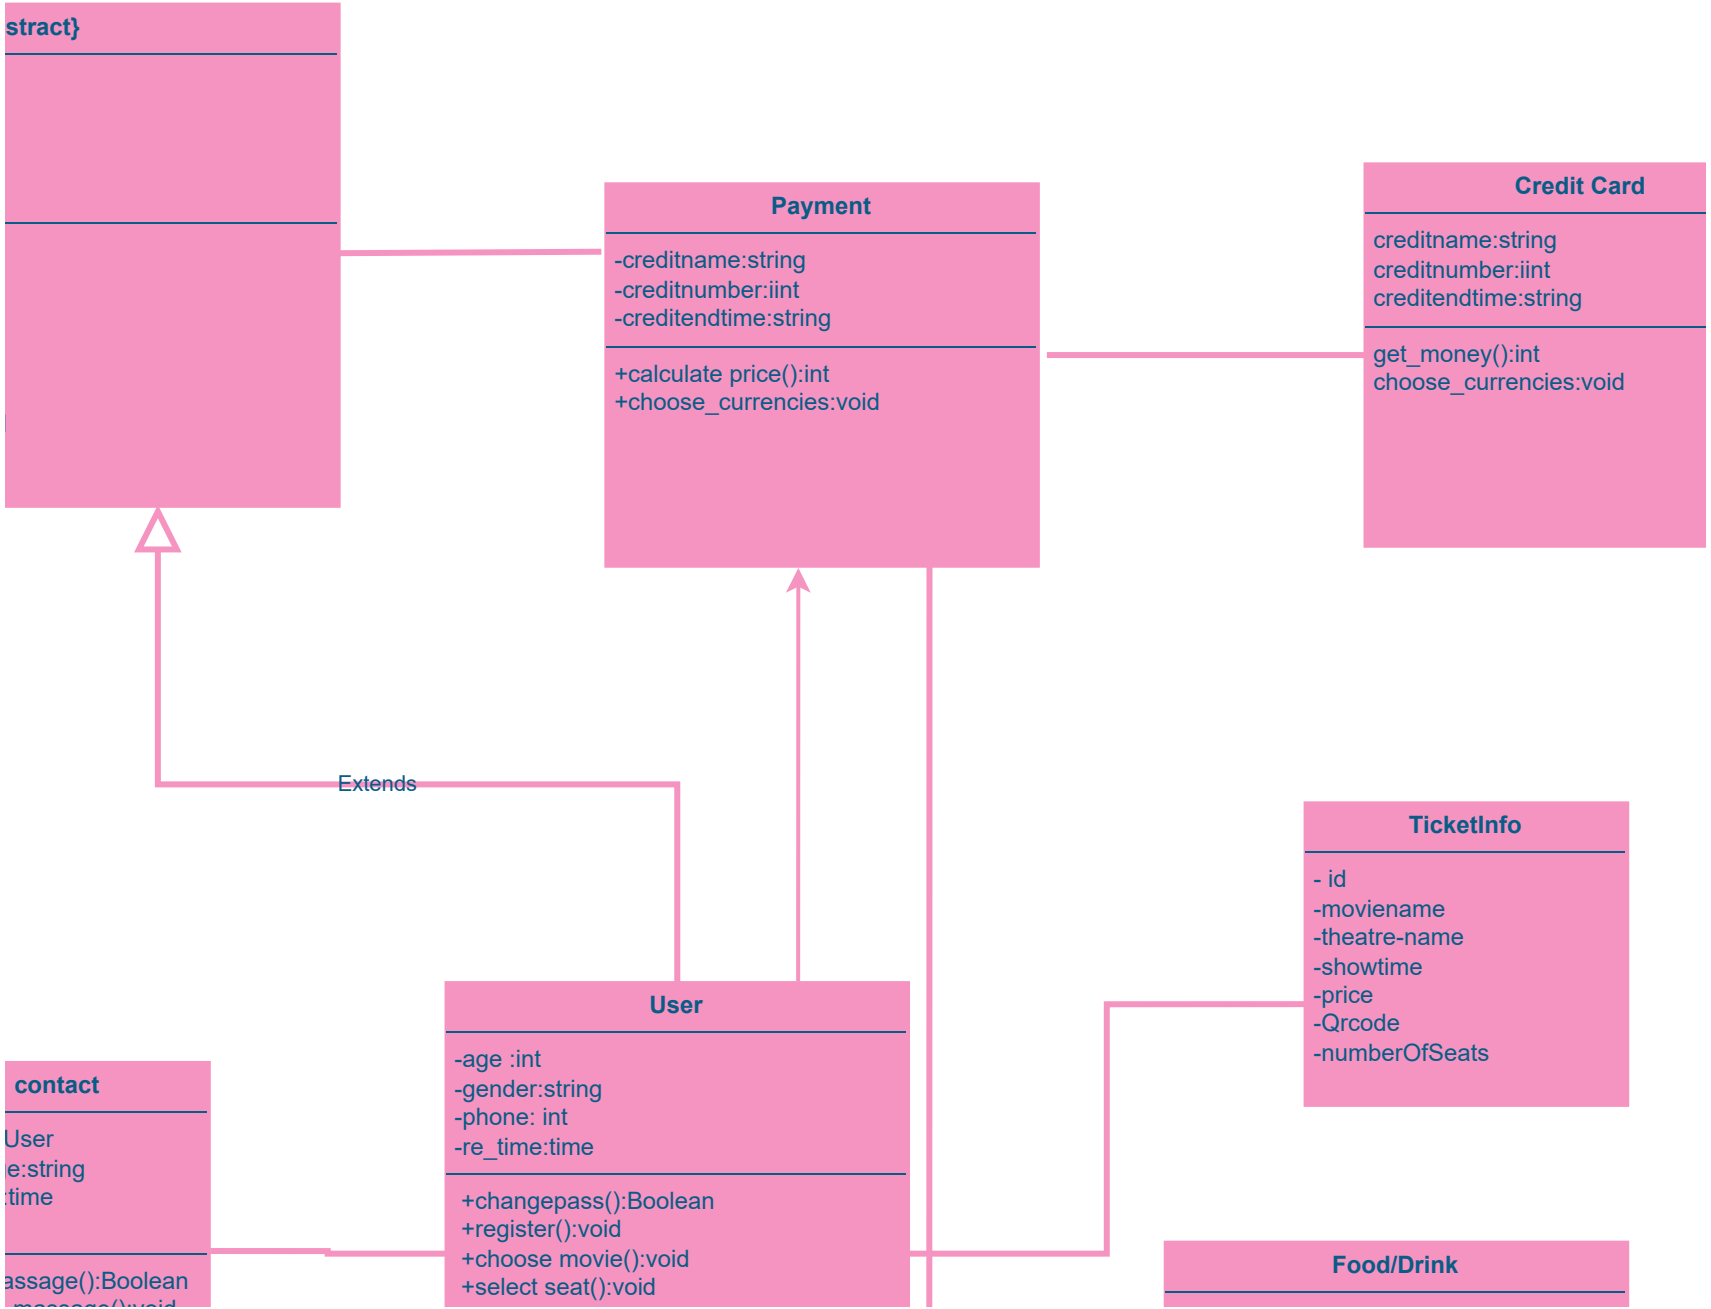 stract}
Payment
-creditname:string
-creditnumber:iint
-creditendtime:string
+calculate price():int
+choose_currencies:void
Credit Card
creditname:string
creditnumber:iint
creditendtime:string
get_money():int
choose_currencies:void
Extends
TicketInfo
- id
-moviename
-theatre-name
-showtime
-price
-Qrcode
-numberOfSeats
User
-age :int
-gender:string
-phone: int
-re_time:time
+changepass():Boolean
+register():void
+choose movie():void
+select seat():void
contact
User
e:string
:time
assage():Boolean
massage():void
Food/Drink